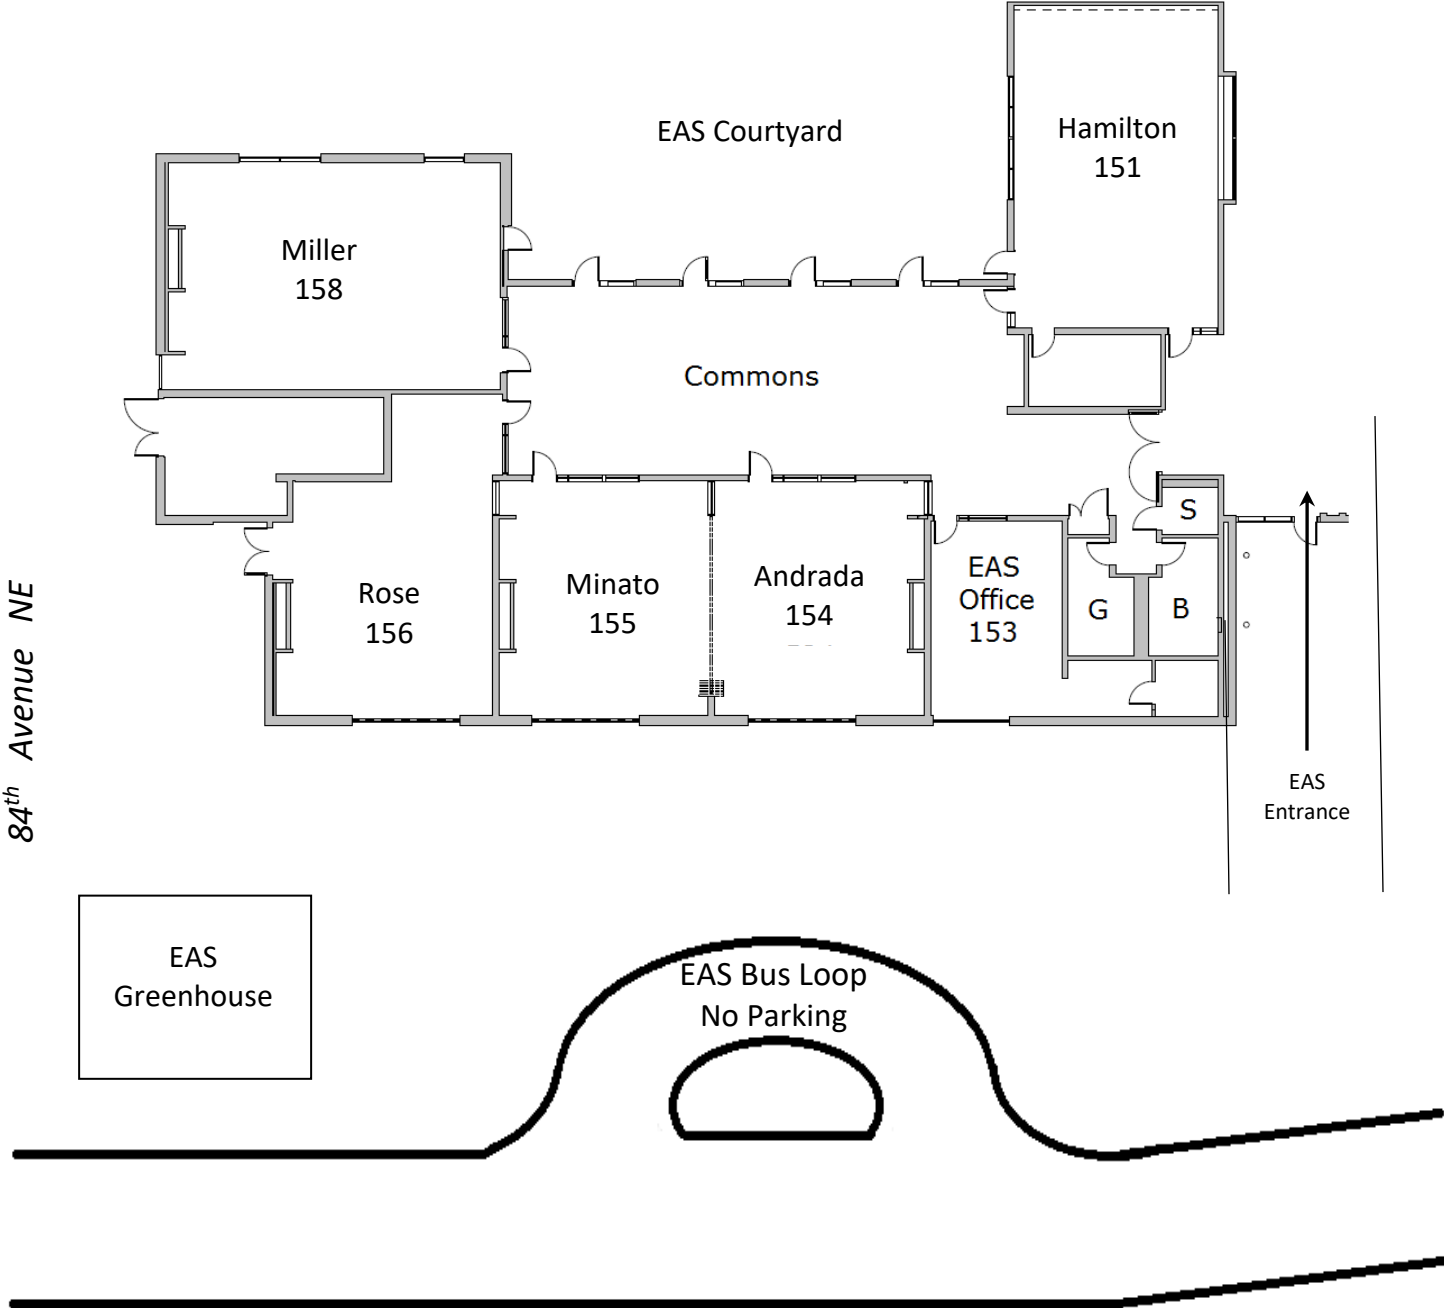 EAS Courtyard
Hamilton
151
Miller
158
Commons
S
EAS
Office
153
Andrada
154
Minato
155
Rose
156
G
B
84th Avenue NE
EAS
Entrance
EAS
Greenhouse
EAS Bus Loop
No Parking